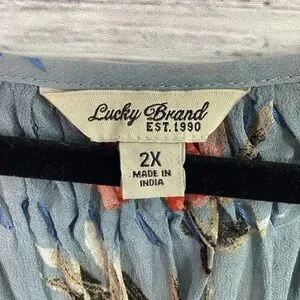 Lucky Brand
EST. 1990
2X
MADE IN
INDIA